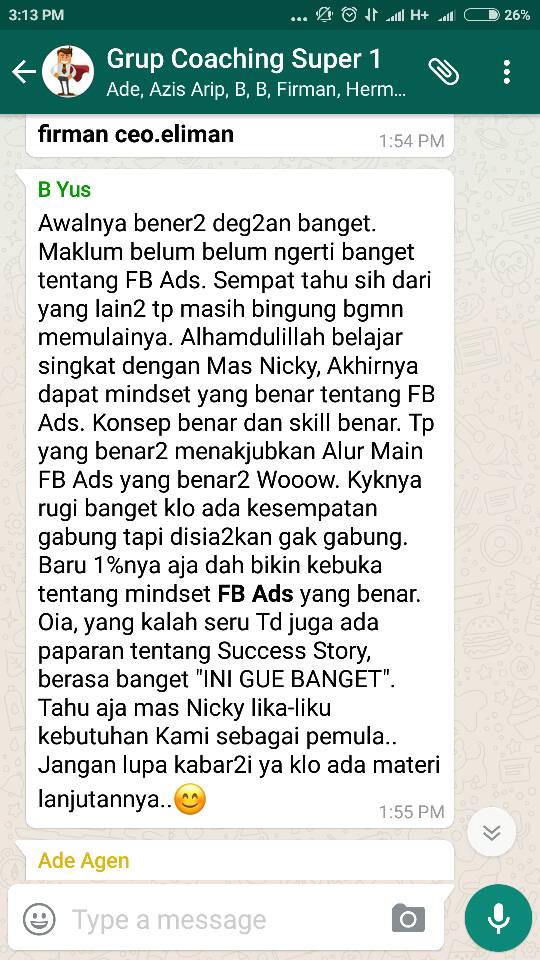 3:13 PM
... H+ 26%
Grup Coaching Super 1
Ade, Azis Arip, B, B, Firman, Herm...
firman ceo.eliman
1:54 PM
B Yus
Awalnya bener2 deg2an banget.
Maklum belum belum ngerti banget
tentang FB Ads. Sempat tahu sih dari
yang lain2 tp masih bingung bgmn
memulainya. Alhamdulillah belajar
singkat dengan Mas Nicky, Akhirnya
dapat mindset yang benar tentang FB
Ads. Konsep benar dan skill benar. Tp
yang benar2 menakjubkan Alur Main
FB Ads yang benar2 Wooow. Kyknya
rugi banget klo ada kesempatan
gabung tapi disia2kan gak gabung.
Baru 1%nya aja dah bikin kebuka
tentang mindset FB Ads yang benar.
Oia, yang kalah seru Td juga ada
paparan tentang Success Story,
berasa banget "INI GUE BANGET".
Tahu aja mas Nicky lika-liku
kebutuhan Kami sebagai pemula..
Jangan lupa kabar2i ya klo ada materi
lanjutannya..😊
1:55 PM
Ade Agen
Type a message